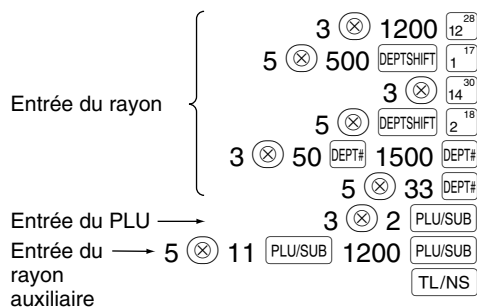 3 ⊗ 1200 12 28
5 ⊗ 500 DEPTSHIFT 1 17
3 ⊗ 14 30
Entrée du rayon
5 ⊗ DEPTSHIFT 2 18
3 ⊗ 50 DEPT# 1500 DEPT#
5 ⊗ 33 DEPT#
Entrée du PLU 3 ⊗ 2 PLU/SUB
Entrée du 5 ⊗ 11 PLU/SUB 1200 PLU/SUB
rayon
TL/NS
auxiliaire